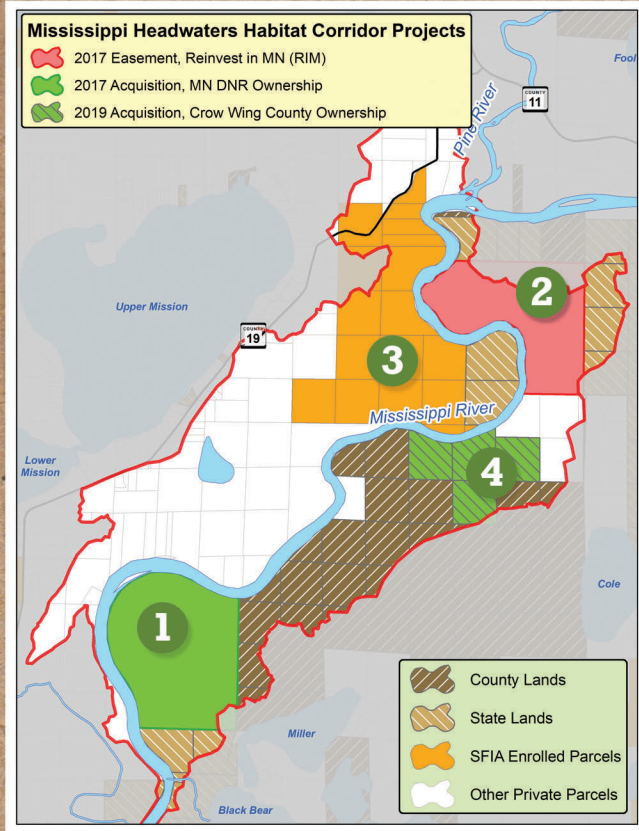 Mississippi Headwaters Habitat Corridor Projects
2017 Easement, Reinvest in MN (RIM)
2017 Acquisition, MN DNR Ownership
2019 Acquisition, Crow Wing County Ownership
Fool
COUNTY
11
Pine River
Upper Mission
2
COUNTY
19
3
Mississippi River
Lower
Mission
4
Cole
1
Miller
Black Bear
County Lands
State Lands
SFIA Enrolled Parcels
Other Private Parcels